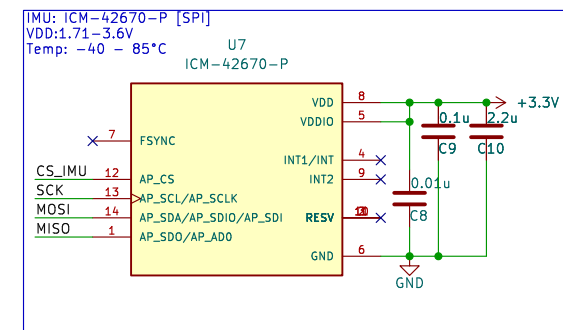 IMU: ICM-42670-P [SPI]
VDD:1.71-3.6V
Temp: -40 - 85°C
U7
ICM-42670-P
VDD 8 +3.3V
VDDIO 5
0.1u 2.2u
7 FSYNC
C9 C10
INT1/INT 4
CS_IMU 12 AP_CS
INT2 9
0.01u
SCK 13 AP_SCL/AP_SCLK
MOSI 14 AP_SDA/AP_SDIO/AP_SDI
RESV
C8
MISO 1 AP_SDO/AP_AD0
GND 6
GND